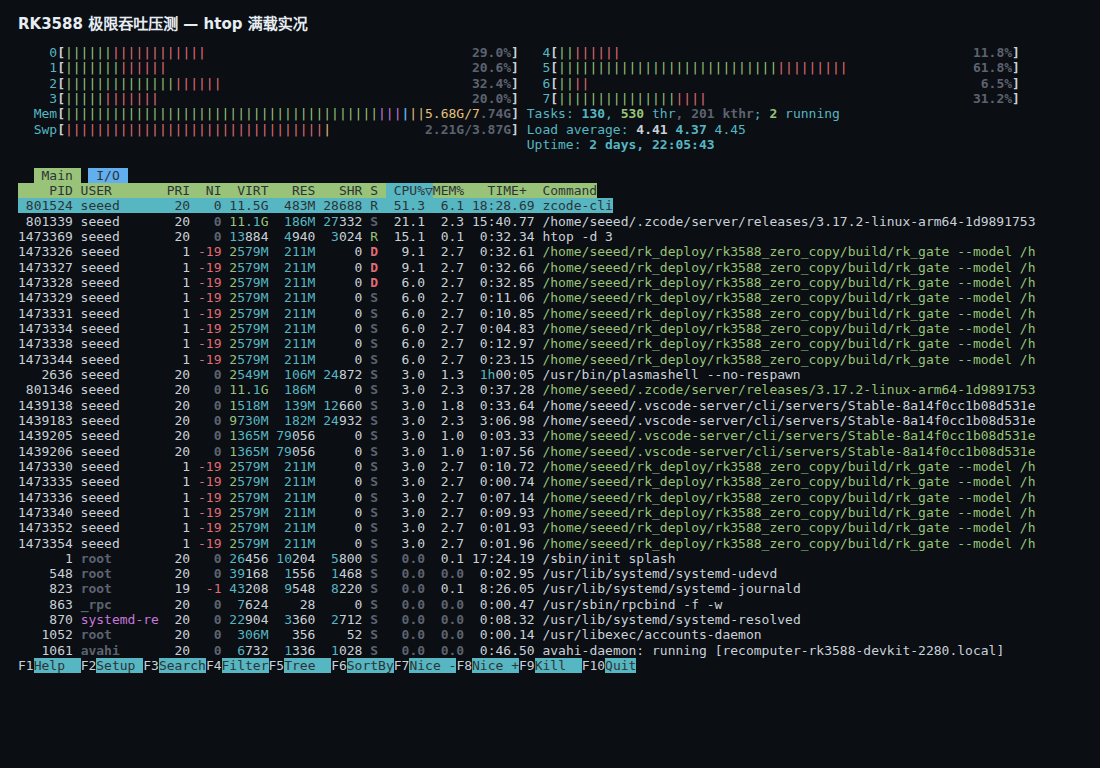 RK3588 极限吞吐压测 — htop 满载实况
0[||||||||||||||||||29.0%] 4[||||||||11.8%]
1[|||||||||||||20.6%] 5[|||||||||||||||||||||||||||||||||||||61.8%]
2[||||||||||||||||||||32.4%] 6[||||6.5%]
3[||||||||||||20.0%] 7[|||||||||||||||||||31.2%]
Mem[||||||||||||||||||||||||||||||||||||||||||||||5.68G/7.74G] Tasks: 130, 530 thr, 201 kthr; 2 running
Swp[||||||||||||||||||||||||||||||||||2.21G/3.87G] Load average: 4.41 4.37 4.45
Uptime: 2 days, 22:05:43
Main I/O
PID USER PRI NI VIRT RES SHR S CPU%▽MEM% TIME+ Command
801524 seeed 20 0 11.5G 483M 28688 R 51.3 6.1 18:28.69 zcode-cli
801339 seeed 20 0 11.1G 186M 27332 S 21.1 2.3 15:40.77 /home/seeed/.zcode/server/releases/3.17.2-linux-arm64-1d9891753
1473369 seeed 20 0 13884 4940 3024 R 15.1 0.1 0:32.34 htop -d 3
1473326 seeed 1 -19 2579M 211M 0 D 9.1 2.7 0:32.61 /home/seeed/rk_deploy/rk3588_zero_copy/build/rk_gate --model /h
1473327 seeed 1 -19 2579M 211M 0 D 9.1 2.7 0:32.66 /home/seeed/rk_deploy/rk3588_zero_copy/build/rk_gate --model /h
1473328 seeed 1 -19 2579M 211M 0 D 6.0 2.7 0:32.85 /home/seeed/rk_deploy/rk3588_zero_copy/build/rk_gate --model /h
1473329 seeed 1 -19 2579M 211M 0 S 6.0 2.7 0:11.06 /home/seeed/rk_deploy/rk3588_zero_copy/build/rk_gate --model /h
1473331 seeed 1 -19 2579M 211M 0 S 6.0 2.7 0:10.85 /home/seeed/rk_deploy/rk3588_zero_copy/build/rk_gate --model /h
1473334 seeed 1 -19 2579M 211M 0 S 6.0 2.7 0:04.83 /home/seeed/rk_deploy/rk3588_zero_copy/build/rk_gate --model /h
1473338 seeed 1 -19 2579M 211M 0 S 6.0 2.7 0:12.97 /home/seeed/rk_deploy/rk3588_zero_copy/build/rk_gate --model /h
1473344 seeed 1 -19 2579M 211M 0 S 6.0 2.7 0:23.15 /home/seeed/rk_deploy/rk3588_zero_copy/build/rk_gate --model /h
2636 seeed 20 0 2549M 106M 24872 S 3.0 1.3 1h00:05 /usr/bin/plasmashell --no-respawn
801346 seeed 20 0 11.1G 186M 0 S 3.0 2.3 0:37.28 /home/seeed/.zcode/server/releases/3.17.2-linux-arm64-1d9891753
1439138 seeed 20 0 1518M 139M 12660 S 3.0 1.8 0:33.64 /home/seeed/.vscode-server/cli/servers/Stable-8a14f0cc1b08d531e
1439183 seeed 20 0 9730M 182M 24932 S 3.0 2.3 3:06.98 /home/seeed/.vscode-server/cli/servers/Stable-8a14f0cc1b08d531e
1439205 seeed 20 0 1365M 79056 0 S 3.0 1.0 0:03.33 /home/seeed/.vscode-server/cli/servers/Stable-8a14f0cc1b08d531e
1439206 seeed 20 0 1365M 79056 0 S 3.0 1.0 1:07.56 /home/seeed/.vscode-server/cli/servers/Stable-8a14f0cc1b08d531e
1473330 seeed 1 -19 2579M 211M 0 S 3.0 2.7 0:10.72 /home/seeed/rk_deploy/rk3588_zero_copy/build/rk_gate --model /h
1473335 seeed 1 -19 2579M 211M 0 S 3.0 2.7 0:00.74 /home/seeed/rk_deploy/rk3588_zero_copy/build/rk_gate --model /h
1473336 seeed 1 -19 2579M 211M 0 S 3.0 2.7 0:07.14 /home/seeed/rk_deploy/rk3588_zero_copy/build/rk_gate --model /h
1473340 seeed 1 -19 2579M 211M 0 S 3.0 2.7 0:09.93 /home/seeed/rk_deploy/rk3588_zero_copy/build/rk_gate --model /h
1473352 seeed 1 -19 2579M 211M 0 S 3.0 2.7 0:01.93 /home/seeed/rk_deploy/rk3588_zero_copy/build/rk_gate --model /h
1473354 seeed 1 -19 2579M 211M 0 S 3.0 2.7 0:01.96 /home/seeed/rk_deploy/rk3588_zero_copy/build/rk_gate --model /h
1 root 20 0 26456 10204 5800 S 0.0 0.1 17:24.19 /sbin/init splash
548 root 20 0 39168 1556 1468 S 0.0 0.0 0:02.95 /usr/lib/systemd/systemd-udevd
823 root 19 -1 43208 9548 8220 S 0.0 0.1 8:26.05 /usr/lib/systemd/systemd-journald
863 _rpc 20 0 7624 28 0 S 0.0 0.0 0:00.47 /usr/sbin/rpcbind -f -w
870 systemd-re 20 0 22904 3360 2712 S 0.0 0.0 0:08.32 /usr/lib/systemd/systemd-resolved
1052 root 20 0 306M 356 52 S 0.0 0.0 0:00.14 /usr/libexec/accounts-daemon
1061 avahi 20 0 6732 1336 1028 S 0.0 0.0 0:46.50 avahi-daemon: running [recomputer-rk3588-devkit-2280.local]
F1Help F2Setup F3SearchF4FilterF5Tree F6SortByF7Nice -F8Nice +F9Kill F10Quit